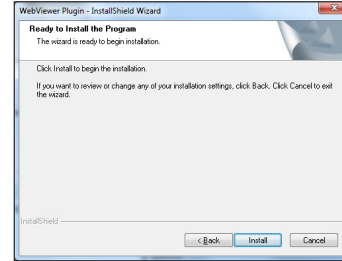 WebViewer Plugin - InstallShield Wizard
Ready to Install the Program
The wizard is ready to begin installation.
Click Install to begin the installation.
If you want to review or change any of your installation settings, click Back. Click Cancel to exit
the wizard.
InstallShield
< Back
Install
Cancel